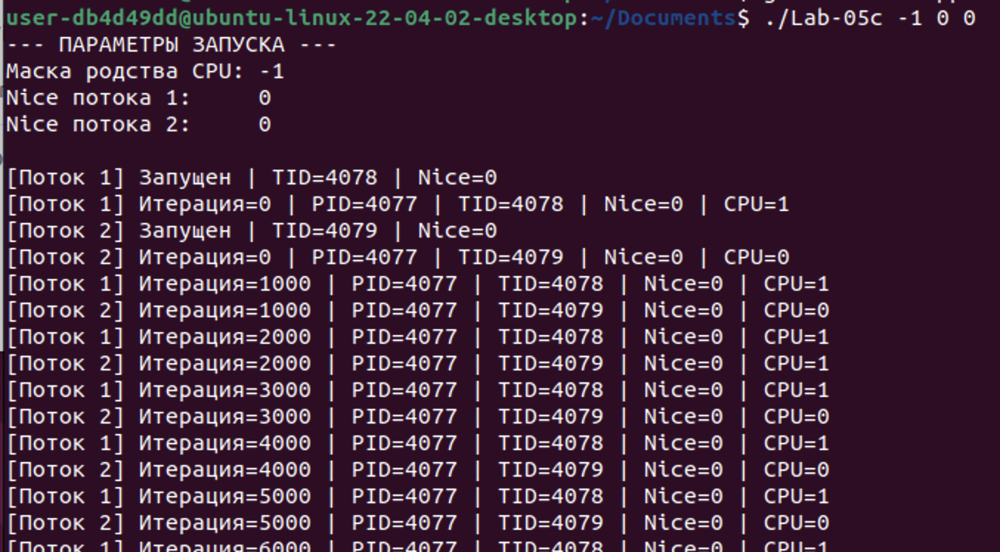 user-db4d49dd@ubuntu-linux-22-04-02-desktop:~/Documents$ ./Lab-05c -1 0 0
--- ПАРАМЕТРЫ ЗАПУСКА ---
Маска родства CPU: -1
Nice потока 1:     0
Nice потока 2:     0
[Поток 1] Запущен | TID=4078 | Nice=0
[Поток 1] Итерация=0 | PID=4077 | TID=4078 | Nice=0 | CPU=1
[Поток 2] Запущен | TID=4079 | Nice=0
[Поток 2] Итерация=0 | PID=4077 | TID=4079 | Nice=0 | CPU=0
[Поток 1] Итерация=1000 | PID=4077 | TID=4078 | Nice=0 | CPU=1
[Поток 2] Итерация=1000 | PID=4077 | TID=4079 | Nice=0 | CPU=0
[Поток 1] Итерация=2000 | PID=4077 | TID=4078 | Nice=0 | CPU=1
[Поток 2] Итерация=2000 | PID=4077 | TID=4079 | Nice=0 | CPU=1
[Поток 1] Итерация=3000 | PID=4077 | TID=4078 | Nice=0 | CPU=1
[Поток 2] Итерация=3000 | PID=4077 | TID=4079 | Nice=0 | CPU=0
[Поток 1] Итерация=4000 | PID=4077 | TID=4078 | Nice=0 | CPU=1
[Поток 2] Итерация=4000 | PID=4077 | TID=4079 | Nice=0 | CPU=0
[Поток 1] Итерация=5000 | PID=4077 | TID=4078 | Nice=0 | CPU=1
[Поток 2] Итерация=5000 | PID=4077 | TID=4079 | Nice=0 | CPU=0
[Поток 1] Итерация=6000 | PID=4077 | TID=4078 | Nice=0 | CPU=1